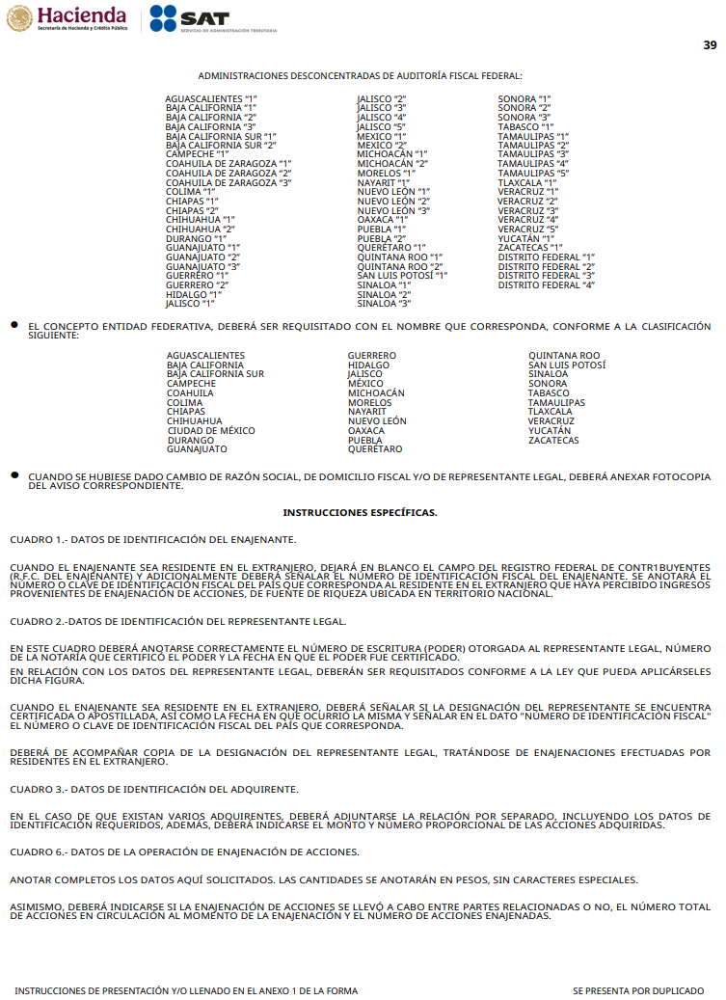 Hacienda
Secretaría de Hacienda y Crédito Público
SAT
SERVICIO DE ADMINISTRACIÓN TRIBUTARIA
39
ADMINISTRACIONES DESCONCENTRADAS DE AUDITORÍA FISCAL FEDERAL:
AGUASCALIENTES “1”
BAJA CALIFORNIA “1”
BAJA CALIFORNIA “2”
BAJA CALIFORNIA “3”
BAJA CALIFORNIA SUR “1”
BAJA CALIFORNIA SUR “2”
CAMPECHE “1”
COAHUILA DE ZARAGOZA “1”
COAHUILA DE ZARAGOZA “2”
COAHUILA DE ZARAGOZA “3”
COLIMA “1”
CHIAPAS “1”
CHIAPAS “2”
CHIHUAHUA “1”
CHIHUAHUA “2”
DURANGO “1”
GUANAJUATO “1”
GUANAJUATO “2”
GUANAJUATO “3”
GUERRERO “1”
GUERRERO “2”
HIDALGO “1”
JALISCO “1”
JALISCO “2”
JALISCO “3”
JALISCO “4”
JALISCO “5”
MEXICO “1”
MEXICO “2”
MICHOACÁN “1”
MICHOACÁN “2”
MORELOS “1”
NAYARIT “1”
NUEVO LEÓN “1”
NUEVO LEÓN “2”
NUEVO LEÓN “3”
OAXACA “1”
PUEBLA “1”
PUEBLA “2”
QUERÉTARO “1”
QUINTANA ROO “1”
QUINTANA ROO “2”
SAN LUIS POTOSÍ “1”
SINALOA “1”
SINALOA “2”
SINALOA “3”
SONORA “1”
SONORA “2”
SONORA “3”
TABASCO “1”
TAMAULIPAS “1”
TAMAULIPAS “2”
TAMAULIPAS “3”
TAMAULIPAS “4”
TAMAULIPAS “5”
TLAXCALA “1”
VERACRUZ “1”
VERACRUZ “2”
VERACRUZ “3”
VERACRUZ “4”
VERACRUZ “5”
YUCATÁN “1”
ZACATECAS “1”
DISTRITO FEDERAL “1”
DISTRITO FEDERAL “2”
DISTRITO FEDERAL “3”
DISTRITO FEDERAL “4”
● EL CONCEPTO ENTIDAD FEDERATIVA, DEBERÁ SER REQUISITADO CON EL NOMBRE QUE CORRESPONDA, CONFORME A LA CLASIFICACIÓN
SIGUIENTE:
AGUASCALIENTES
BAJA CALIFORNIA
BAJA CALIFORNIA SUR
CAMPECHE
COAHUILA
COLIMA
CHIAPAS
CHIHUAHUA
CIUDAD DE MÉXICO
DURANGO
GUANAJUATO
GUERRERO
HIDALGO
JALISCO
MÉXICO
MICHOACÁN
MORELOS
NAYARIT
NUEVO LEÓN
OAXACA
PUEBLA
QUERÉTARO
QUINTANA ROO
SAN LUIS POTOSÍ
SINALOA
SONORA
TABASCO
TAMAULIPAS
TLAXCALA
VERACRUZ
YUCATÁN
ZACATECAS
● CUANDO SE HUBIESE DADO CAMBIO DE RAZÓN SOCIAL, DE DOMICILIO FISCAL Y/O DE REPRESENTANTE LEGAL, DEBERÁ ANEXAR FOTOCOPIA
DEL AVISO CORRESPONDIENTE.
INSTRUCCIONES ESPECÍFICAS.
CUADRO 1.- DATOS DE IDENTIFICACIÓN DEL ENAJENANTE.
CUANDO EL ENAJENANTE SEA RESIDENTE EN EL EXTRANJERO, DEJARÁ EN BLANCO EL CAMPO DEL REGISTRO FEDERAL DE CONTR1BUYENTES
(R.F.C. DEL ENAJENANTE) Y ADICIONALMENTE DEBERÁ SEÑALAR EL NÚMERO DE IDENTIFICACIÓN FISCAL DEL ENAJENANTE. SE ANOTARÁ EL
NÚMERO O CLAVE DE IDENTIFICACIÓN FISCAL DEL PAÍS QUE CORRESPONDA AL RESIDENTE EN EL EXTRANJERO QUE HAYA PERCIBIDO INGRESOS
PROVENIENTES DE ENAJENACIÓN DE ACCIONES, DE FUENTE DE RIQUEZA UBICADA EN TERRITORIO NACIONAL.
CUADRO 2.-DATOS DE IDENTIFICACIÓN DEL REPRESENTANTE LEGAL.
EN ESTE CUADRO DEBERÁ ANOTARSE CORRECTAMENTE EL NÚMERO DE ESCRITURA (PODER) OTORGADA AL REPRESENTANTE LEGAL, NÚMERO
DE LA NOTARÍA QUE CERTIFICÓ EL PODER Y LA FECHA EN QUE EL PODER FUE CERTIFICADO.
EN RELACIÓN CON LOS DATOS DEL REPRESENTANTE LEGAL, DEBERÁN SER REQUISITADOS CONFORME A LA LEY QUE PUEDA APLICÁRSELES
DICHA FIGURA.
CUANDO EL ENAJENANTE SEA RESIDENTE EN EL EXTRANJERO, DEBERÁ SEÑALAR SI LA DESIGNACIÓN DEL REPRESENTANTE SE ENCUENTRA
CERTIFICADA O APOSTILLADA, ASÍ COMO LA FECHA EN QUE OCURRIÓ LA MISMA Y SEÑALAR EN EL DATO "NÚMERO DE IDENTIFICACIÓN FISCAL"
EL NÚMERO O CLAVE DE IDENTIFICACIÓN FISCAL DEL PAÍS QUE CORRESPONDA.
DEBERÁ DE ACOMPAÑAR COPIA DE LA DESIGNACIÓN DEL REPRESENTANTE LEGAL, TRATÁNDOSE DE ENAJENACIONES EFECTUADAS POR
RESIDENTES EN EL EXTRANJERO.
CUADRO 3.- DATOS DE IDENTIFICACIÓN DEL ADQUIRENTE.
EN EL CASO DE QUE EXISTAN VARIOS ADQUIRENTES, DEBERÁ ADJUNTARSE LA RELACIÓN POR SEPARADO, INCLUYENDO LOS DATOS DE
IDENTIFICACIÓN REQUERIDOS, ADEMÁS, DEBERÁ INDICARSE EL MONTO Y NÚMERO PROPORCIONAL DE LAS ACCIONES ADQUIRIDAS.
CUADRO 6.- DATOS DE LA OPERACIÓN DE ENAJENACIÓN DE ACCIONES.
ANOTAR COMPLETOS LOS DATOS AQUÍ SOLICITADOS. LAS CANTIDADES SE ANOTARÁN EN PESOS, SIN CARACTERES ESPECIALES.
ASIMISMO, DEBERÁ INDICARSE SI LA ENAJENACIÓN DE ACCIONES SE LLEVÓ A CABO ENTRE PARTES RELACIONADAS O NO, EL NÚMERO TOTAL
DE ACCIONES EN CIRCULACIÓN AL MOMENTO DE LA ENAJENACIÓN Y EL NÚMERO DE ACCIONES ENAJENADAS.
INSTRUCCIONES DE PRESENTACIÓN Y/O LLENADO EN EL ANEXO 1 DE LA FORMA
SE PRESENTA POR DUPLICADO